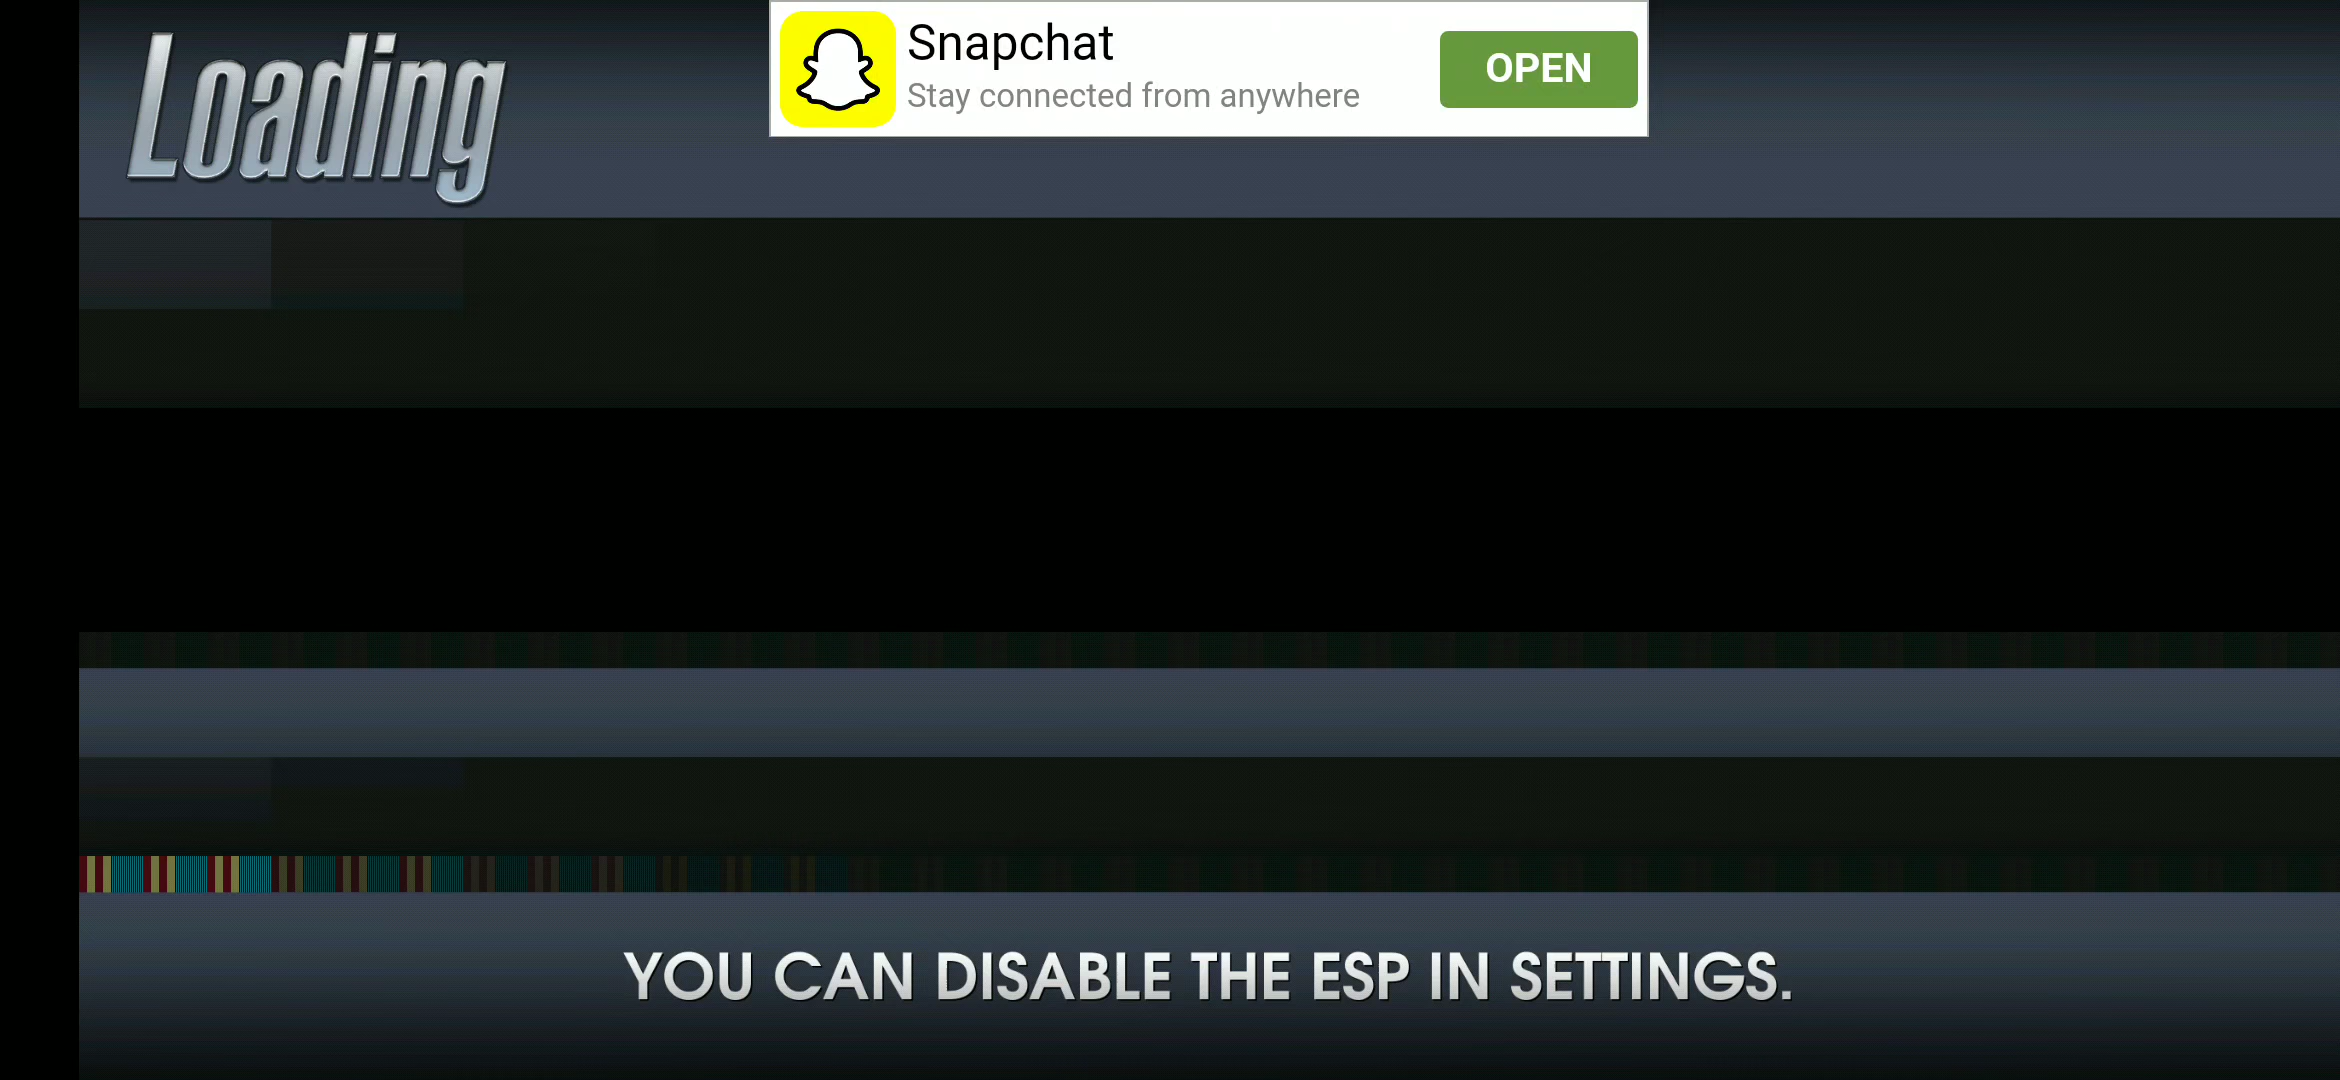 Loading
Snapchat
Stay connected from anywhere
OPEN
YOU CAN DISABLE THE ESP IN SETTINGS.